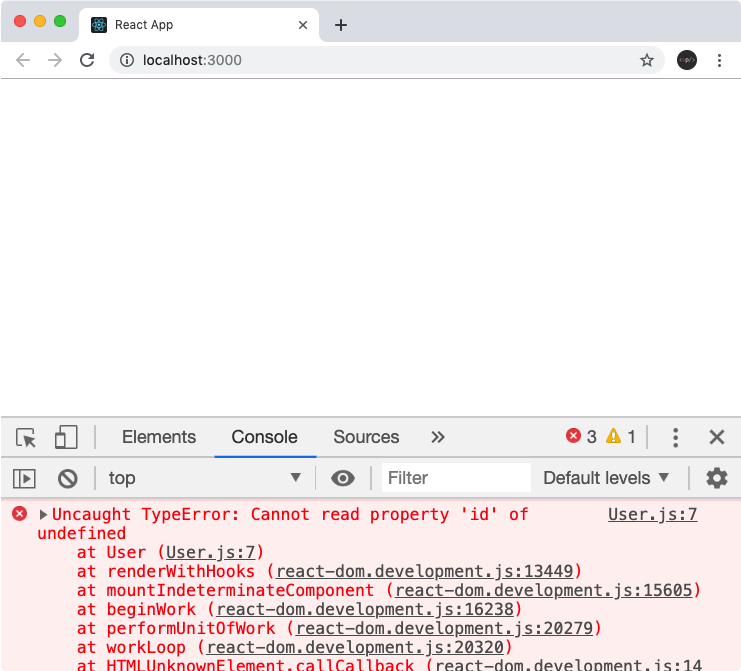 React App
localhost:3000
Elements Console Sources 3 1
top Filter Default levels
Uncaught TypeError: Cannot read property 'id' of User.js:7
undefined
at User (User.js:7)
at renderWithHooks (react-dom.development.js:13449)
at mountIndeterminateComponent (react-dom.development.js:15605)
at beginWork (react-dom.development.js:16238)
at performUnitOfWork (react-dom.development.js:20279)
at workLoop (react-dom.development.js:20320)
at HTMLUnknownElement.callCallback (react-dom.development.js:14